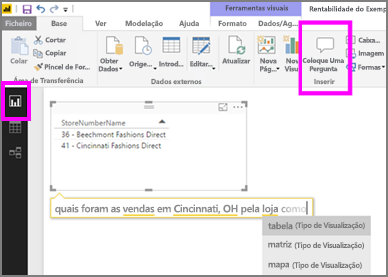 Ferramentas visuais
Rentabilidade do Exemp
Ficheiro
Base
Ver
Modelação
Ajuda
Formato
Dados/Ag...
Colar
Cortar
Copiar
Pincel de For...
Área de Transferência
Obter Dados
Orige...
Introd...
Editar...
Dados externos
Atualizar
Nova Pág...
Novo Visual
Coloque Uma Pergunta
Caixa...
Imagem
Formas
Inserir
StoreNumberName
36 - Beechmont Fashions Direct
41 - Cincinnati Fashions Direct
quais foram as vendas em Cincinnati, OH pela loja como
tabela (Tipo de Visualização)
matriz (Tipo de Visualização)
mapa (Tipo de Visualização)